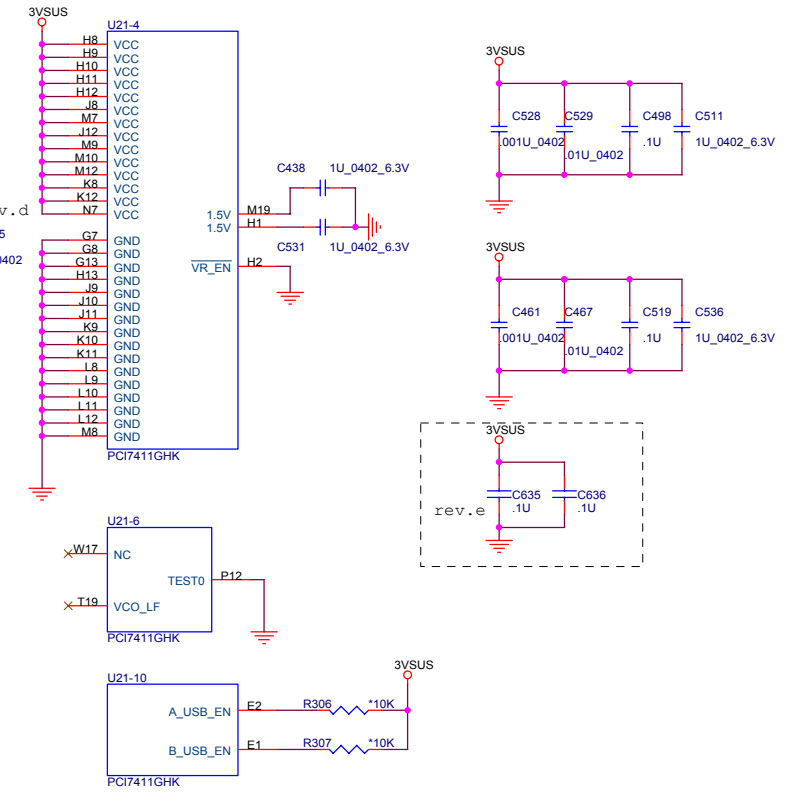 3VSUS
U21-4
H8 VCC
H9 VCC
H10 VCC
H11 VCC
H12 VCC
J8 VCC
M7 VCC
J12 VCC
M9 VCC
M10 VCC
M12 VCC
K8 VCC
K12 VCC
N7 VCC
v.d
5
0402
G7 GND
G8 GND
G13 GND
H13 GND
J9 GND
J10 GND
J11 GND
K9 GND
K10 GND
K11 GND
L8 GND
L9 GND
L10 GND
L11 GND
L12 GND
M8 GND
1.5V M19
1.5V H1
VR_EN H2
PCI7411GHK
C438 1U_0402_6.3V
C531 1U_0402_6.3V
3VSUS
C528 C529 C498 C511
.001U_0402 .01U_0402 .1U 1U_0402_6.3V
3VSUS
C461 C467 C519 C536
.001U_0402 .01U_0402 .1U 1U_0402_6.3V
3VSUS
C635 C636
.1U .1U
rev.e
U21-6
W17 NC
TEST0 P12
T19 VCO_LF
PCI7411GHK
U21-10
A_USB_EN E2 R306 *10K
B_USB_EN E1 R307 *10K
3VSUS
PCI7411GHK